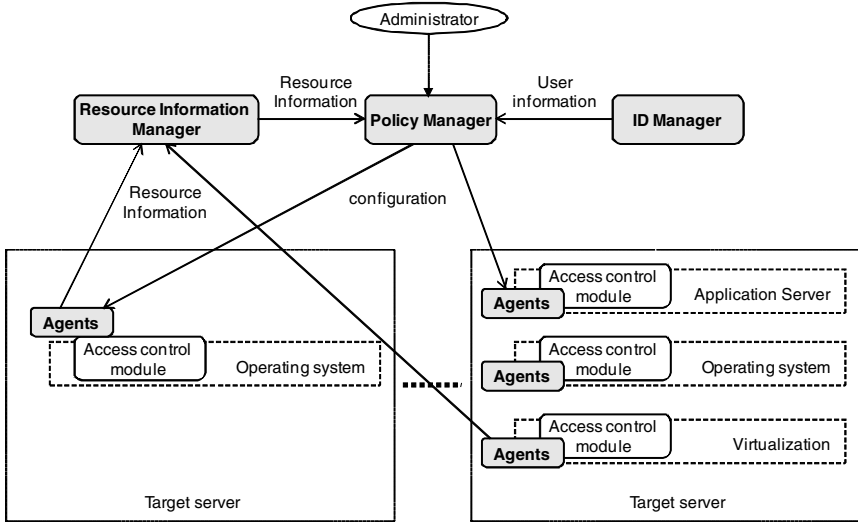 Administrator
Resource
Information
User
information
Resource Information
Manager
Policy Manager
ID Manager
Resource
Information
configuration
Agents
Access control
module
Operating system
Target server
Access control
module
Agents
Application Server
Access control
module
Agents
Operating system
Access control
module
Agents
Virtualization
Target server